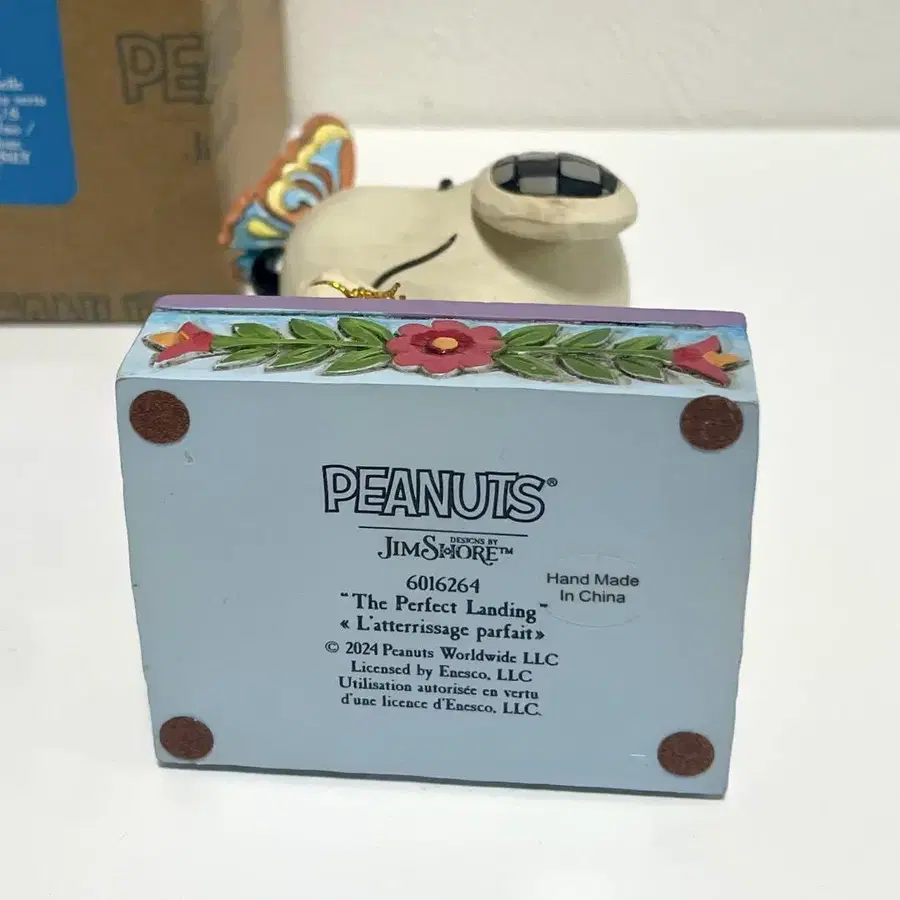 PEANUTS®
DESIGNS BY
JIM SHORE™
6016264
"The Perfect Landing"
« L'atterrissage parfait»
© 2024 Peanuts Worldwide LLC
Licensed by Enesco, LLC
Utilisation autorisée en vertu
d'une licence d'Enesco, LLC.
Hand Made
In China